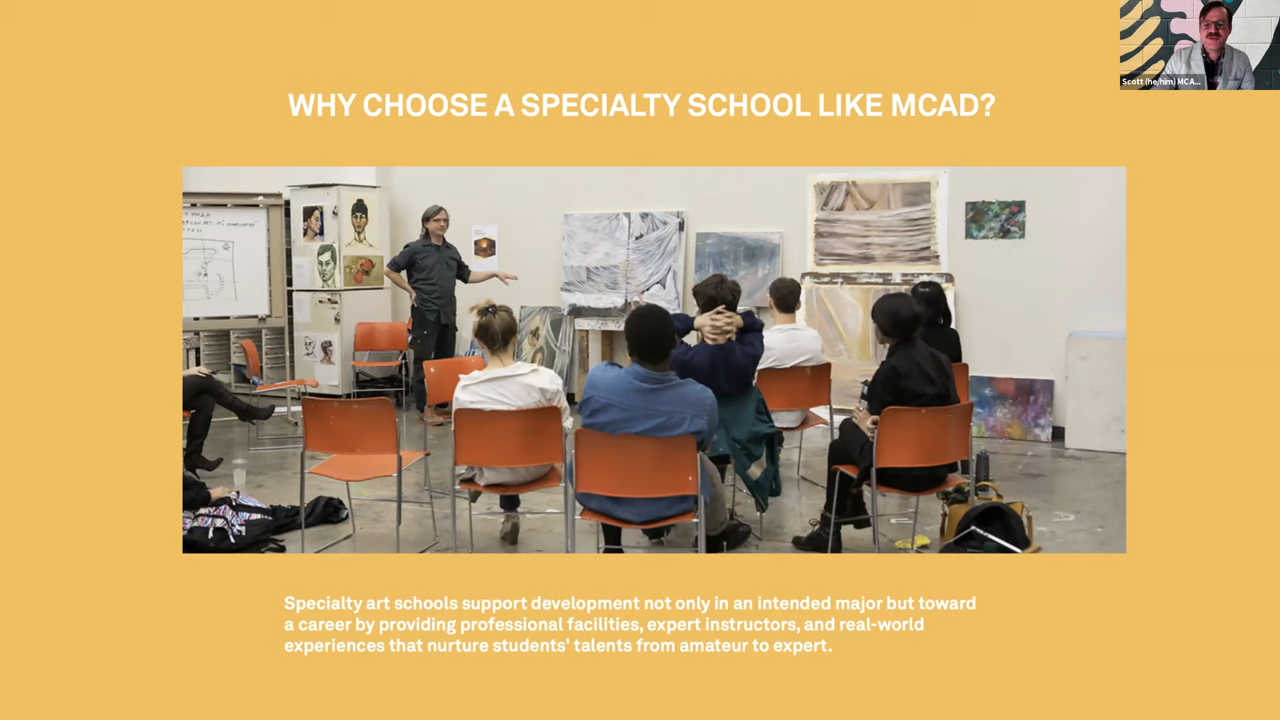 Scott (he/him) MCA...
WHY CHOOSE A SPECIALTY SCHOOL LIKE MCAD?
Specialty art schools support development not only in an intended major but toward
a career by providing professional facilities, expert instructors, and real-world
experiences that nurture students' talents from amateur to expert.